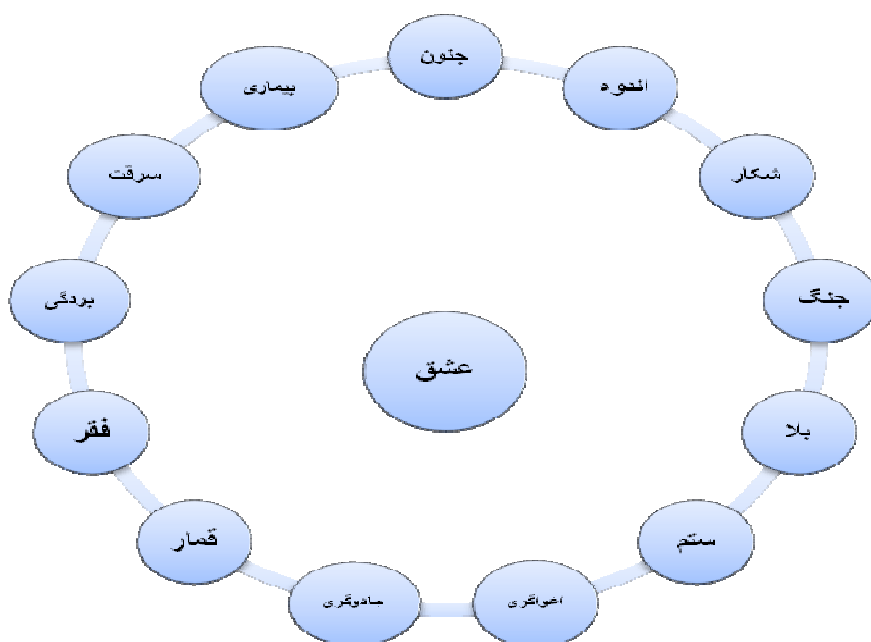 جنون
اندوه
شکار
جنگ
بلا
ستم
اغواگری
جادوگری
قمار
فقر
بردگی
سرقت
بیماری
عشق